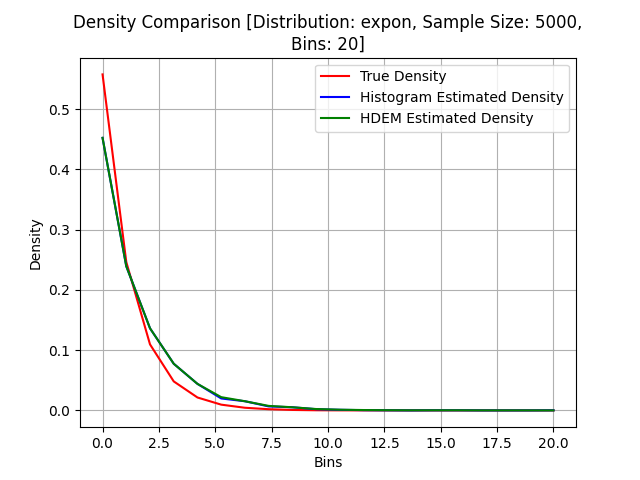 Density Comparison [Distribution: expon, Sample Size: 5000,
Bins: 20]
True Density
Histogram Estimated Density
HDEM Estimated Density
Density
0.5
0.4
0.3
0.2
0.1
0.0
0.0 2.5 5.0 7.5 10.0 12.5 15.0 17.5 20.0
Bins